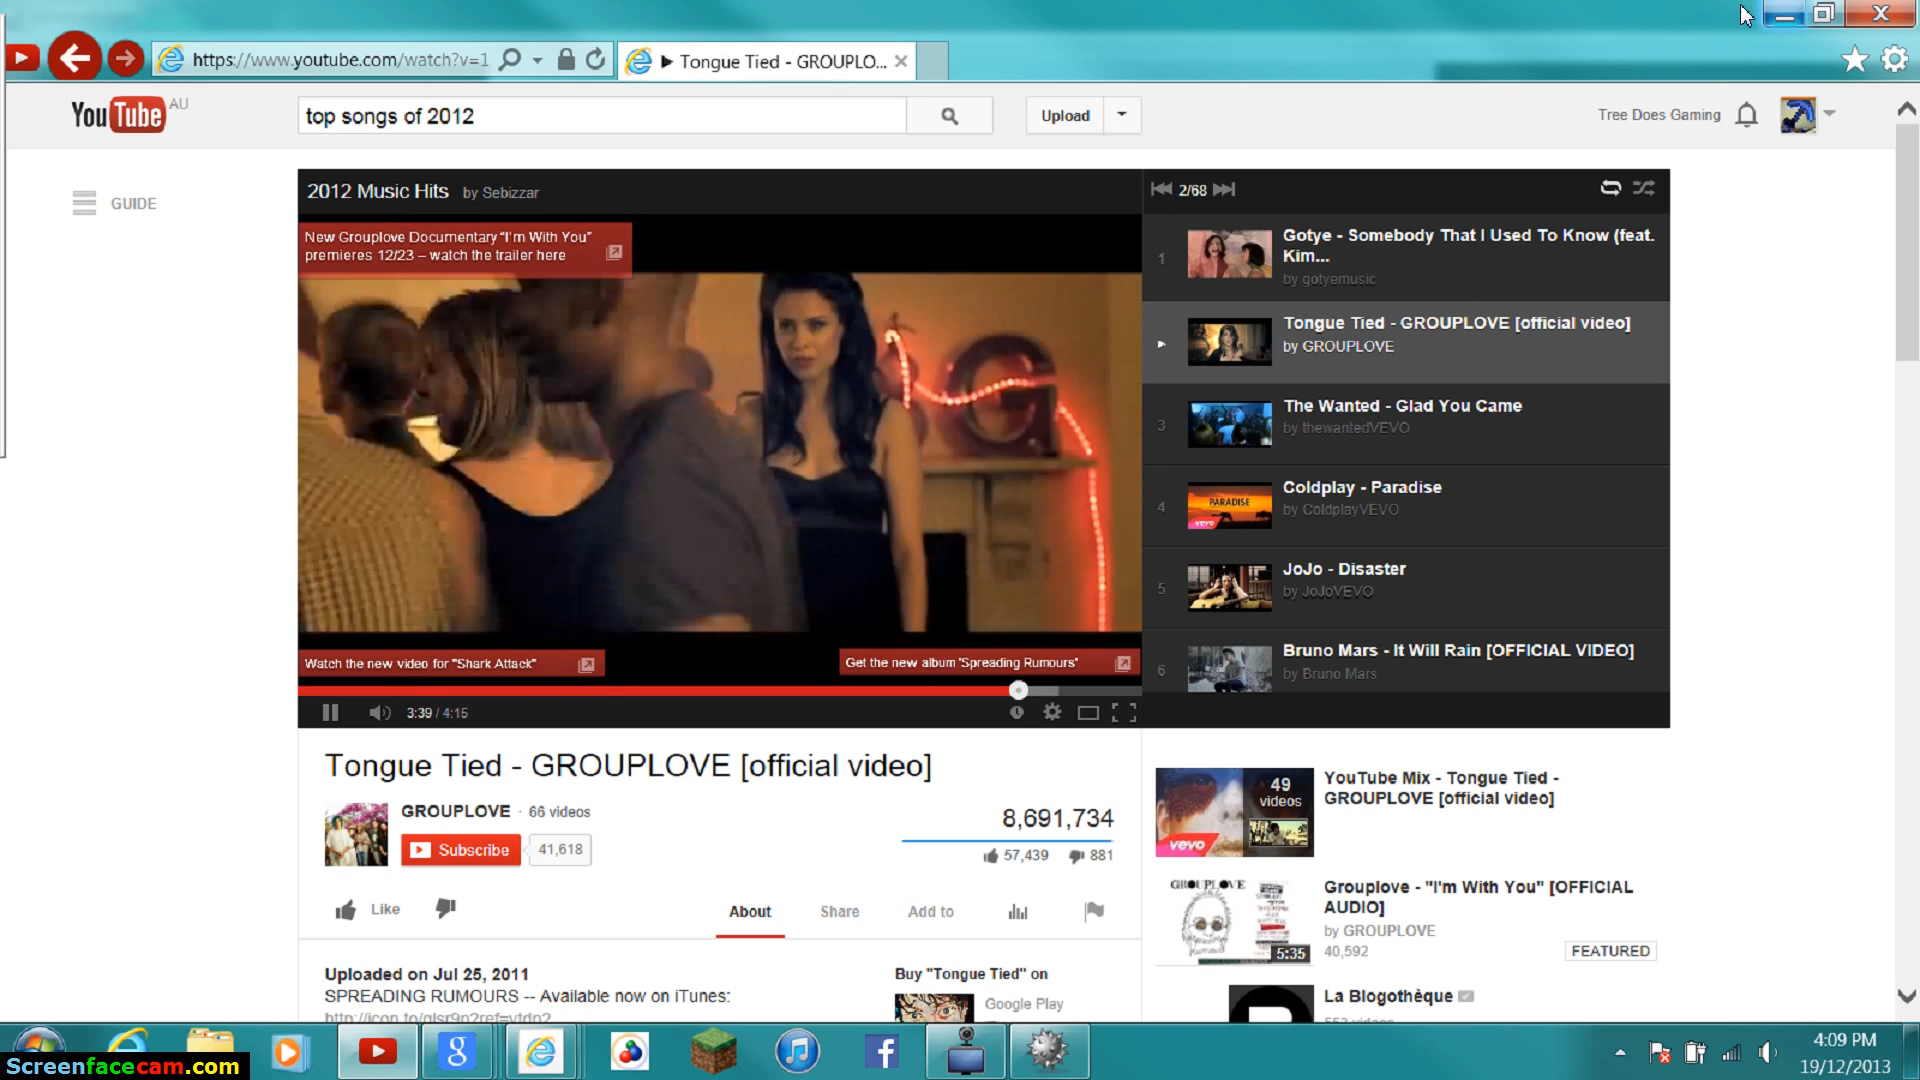 https://www.youtube.com/watch?v=1
Tongue Tied - GROUPLO...
YouTube AU
top songs of 2012
Upload
Tree Does Gaming
GUIDE
2012 Music Hits by Sebizzar
2/68
New Grouplove Documentary "I'm With You"
premieres 12/23 – watch the trailer here
Watch the new video for "Shark Attack"
Get the new album 'Spreading Rumours'
3:39 / 4:15
1
Gotye - Somebody That I Used To Know (feat.
Kim...
by gotyemusic
Tongue Tied - GROUPLOVE [official video]
by GROUPLOVE
3
The Wanted - Glad You Came
by thewantedVEVO
4
PARADISE
vevo
Coldplay - Paradise
by ColdplayVEVO
5
JoJo - Disaster
by JoJoVEVO
6
Bruno Mars - It Will Rain [OFFICIAL VIDEO]
by Bruno Mars
Tongue Tied - GROUPLOVE [official video]
GROUPLOVE · 66 videos
Subscribe 41,618
8,691,734
57,439 881
Like
About Share Add to
Uploaded on Jul 25, 2011
SPREADING RUMOURS -- Available now on iTunes:
Buy "Tongue Tied" on
Google Play
49
videos
vevo
YouTube Mix - Tongue Tied -
GROUPLOVE [official video]
GROUPLOVE
5:35
Grouplove - "I'm With You" [OFFICIAL
AUDIO]
by GROUPLOVE
40,592
FEATURED
La Blogothèque
Screenfacecam.com
4:09 PM
19/12/2013